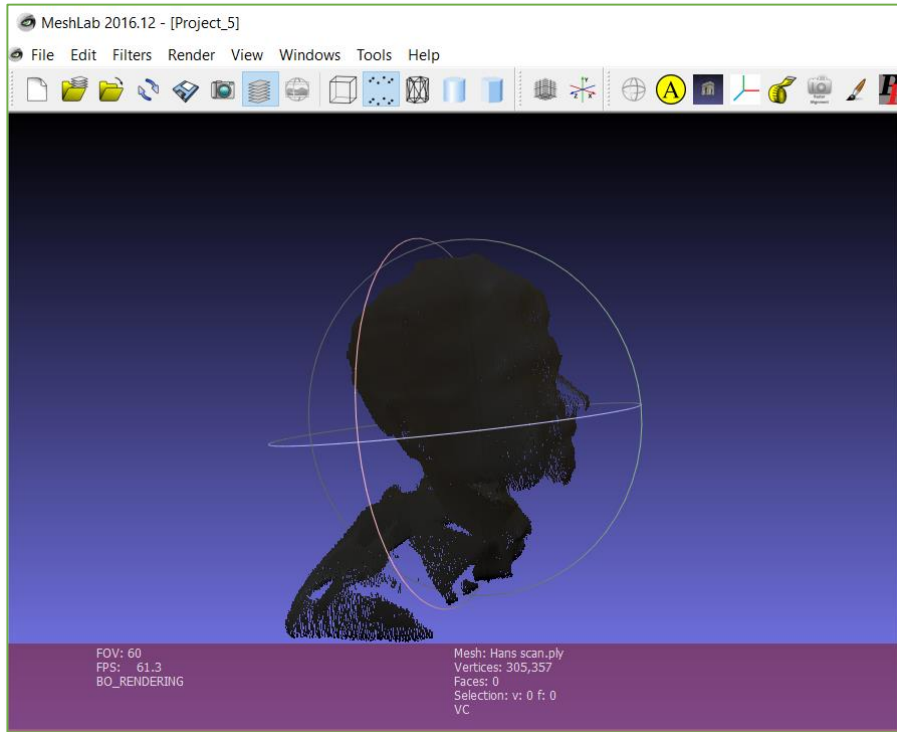 MeshLab 2016.12 - [Project_5]
File Edit Filters Render View Windows Tools Help
A
FOV: 60
FPS: 61.3
BO_RENDERING
Mesh: Hans scan.ply
Vertices: 305,357
Faces: 0
Selection: v: 0 f: 0
VC